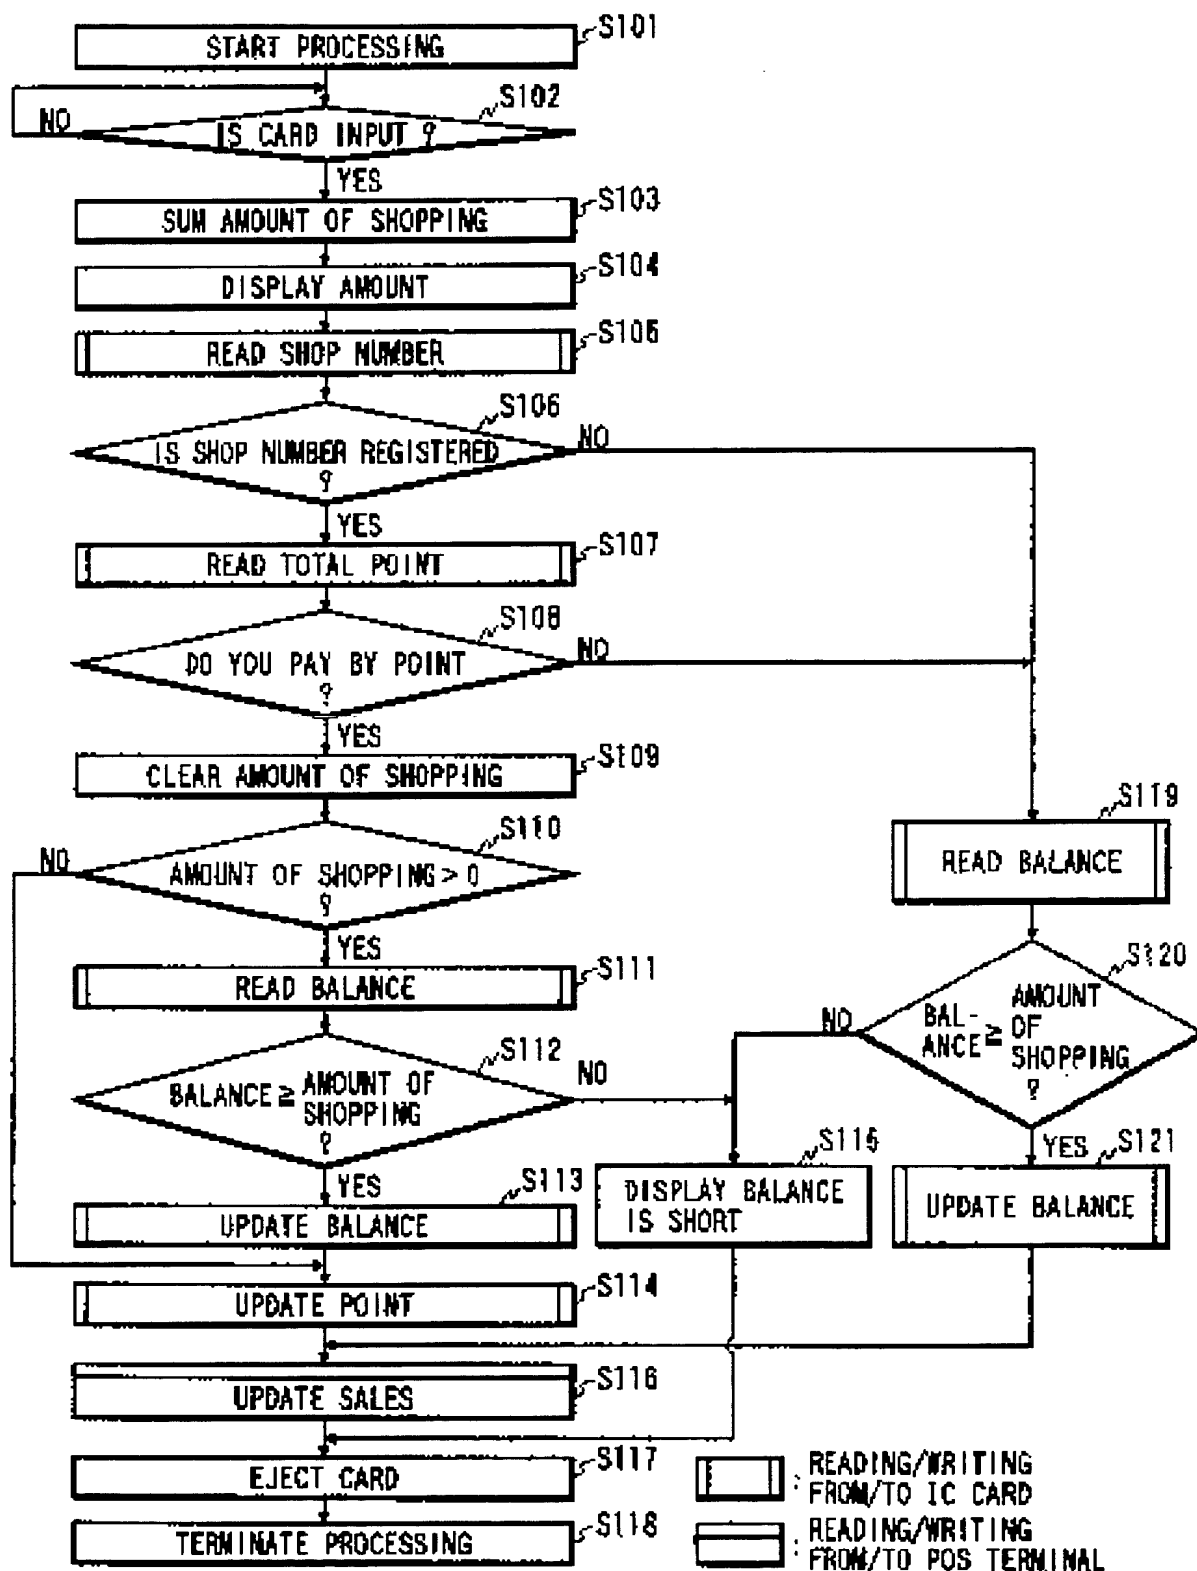 START PROCESSING
S101
S102
NO
IS CARD INPUT ?
YES
S103
SUM AMOUNT OF SHOPPING
S104
DISPLAY AMOUNT
S105
READ SHOP NUMBER
S106
IS SHOP NUMBER REGISTERED
?
NO
YES
S107
READ TOTAL POINT
S108
DO YOU PAY BY POINT
?
NO
YES
S109
CLEAR AMOUNT OF SHOPPING
S110
NO
AMOUNT OF SHOPPING > 0
?
YES
S111
READ BALANCE
S112
BALANCE ≧ AMOUNT OF
SHOPPING
?
NO
YES
S113
UPDATE BALANCE
S114
UPDATE POINT
S116
UPDATE SALES
S117
EJECT CARD
S118
TERMINATE PROCESSING
S119
READ BALANCE
S120
NO
BAL-
ANCE ≧ AMOUNT
OF
SHOPPING
?
YES
S121
UPDATE BALANCE
S115
DISPLAY BALANCE
IS SHORT
: READING/WRITING
FROM/TO IC CARD
: READING/WRITING
FROM/TO POS TERMINAL